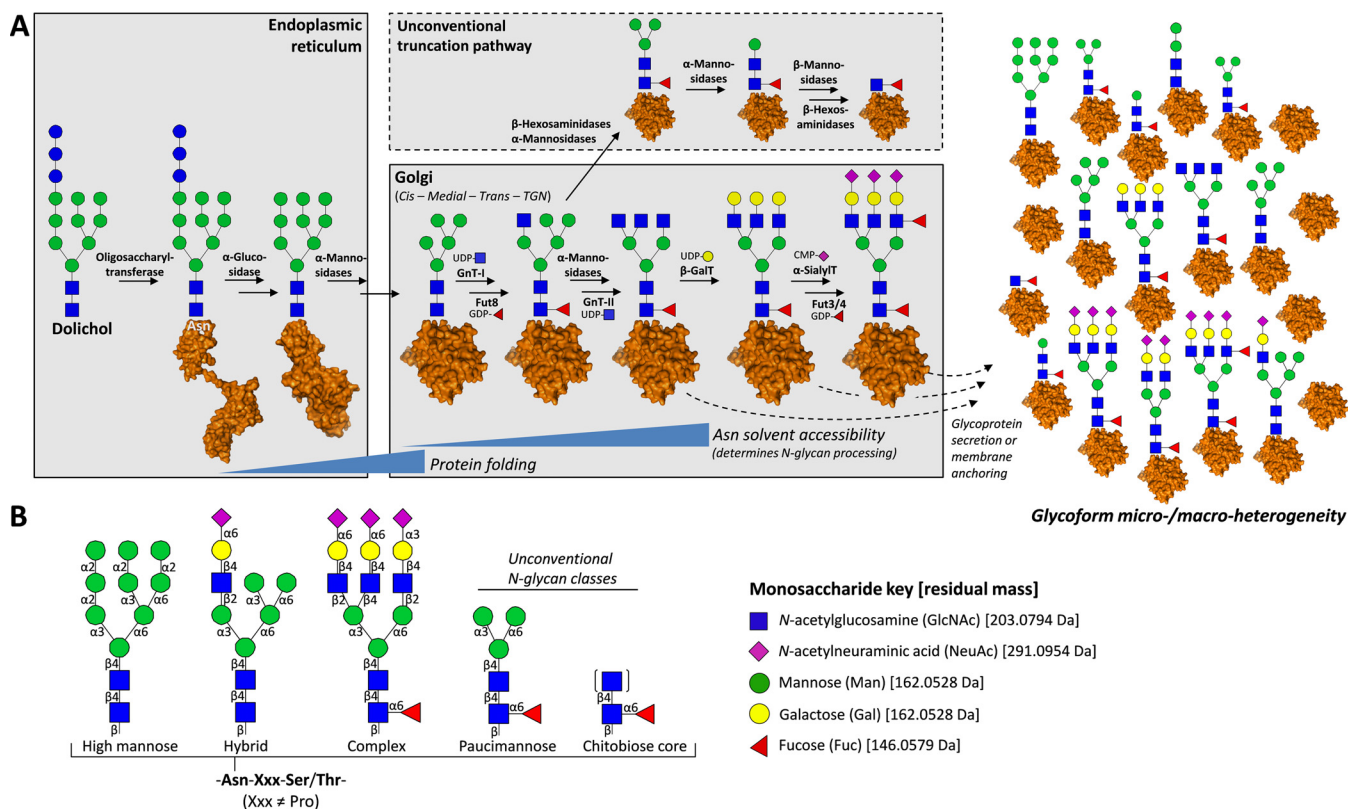 A
Endoplasmic
reticulum
Dolichol
Oligosaccharyl-
transferase
Asn
α-Gluco-
sidase
α-Manno-
sidases
Unconventional
truncation pathway
β-Hexosaminidases
α-Mannosidases
α-Manno-
sidases
β-Manno-
sidases
β-Hexos-
aminidases
Golgi
(Cis – Medial – Trans – TGN)
UDP-
GnT-I
Fut8
GDP-
α-Manno-
sidases
GnT-II
UDP-
UDP-
β-GalT
CMP-
α-SialylT
Fut3/4
GDP-
Protein folding
Asn solvent accessibility
(determines N-glycan processing)
Glycoprotein
secretion or
membrane
anchoring
Glycoform micro-/macro-heterogeneity
B
α2 α2
α2 α3 α6
α3 α6
β4
β4
β
High mannose
α6
β4
β2 α3 α6
α3 α6
β4
β4
β
Hybrid
α6 α6 α3
β4 β4 β4
β2 β4 β2
α3 α6
β4
β4
α6
β
Complex
Unconventional
N-glycan classes
α3 α6
β4
β4
α6
β
Paucimannose
β4
α6
β
Chitobiose core
-Asn-Xxx-Ser/Thr-
(Xxx ≠ Pro)
Monosaccharide key [residual mass]
N-acetylglucosamine (GlcNAc) [203.0794 Da]
N-acetylneuraminic acid (NeuAc) [291.0954 Da]
Mannose (Man) [162.0528 Da]
Galactose (Gal) [162.0528 Da]
Fucose (Fuc) [146.0579 Da]